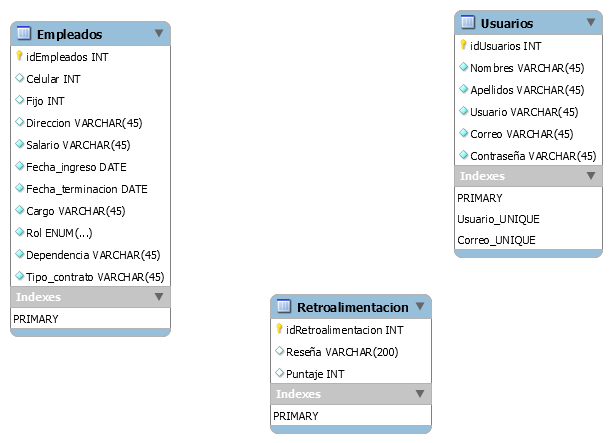 Empleados
idEmpleados INT
Celular INT
Fijo INT
Direccion VARCHAR(45)
Salario VARCHAR(45)
Fecha_ingreso DATE
Fecha_terminacion DATE
Cargo VARCHAR(45)
Rol ENUM(...)
Dependencia VARCHAR(45)
Tipo_contrato VARCHAR(45)
Indexes
PRIMARY
Usuarios
idUsuarios INT
Nombres VARCHAR(45)
Apellidos VARCHAR(45)
Usuario VARCHAR(45)
Correo VARCHAR(45)
Contraseña VARCHAR(45)
Indexes
PRIMARY
Usuario_UNIQUE
Correo_UNIQUE
Retroalimentacion
idRetroalimentacion INT
Reseña VARCHAR(200)
Puntaje INT
Indexes
PRIMARY